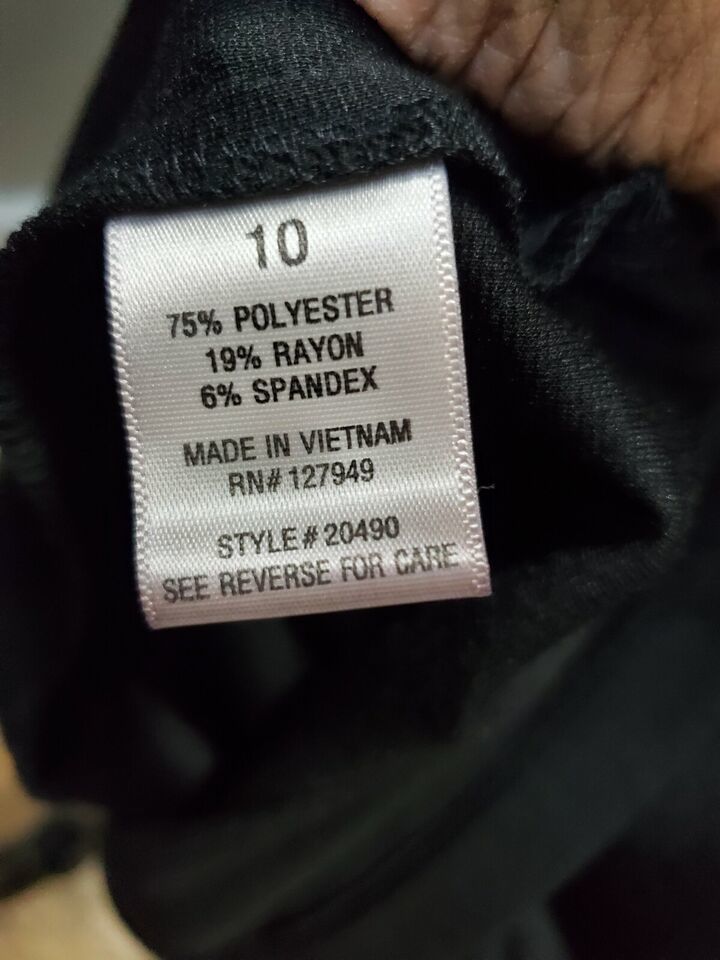 10
75% POLYESTER
19% RAYON
6% SPANDEX
MADE IN VIETNAM
RN# 127949
STYLE # 20490
SEE REVERSE FOR CARE